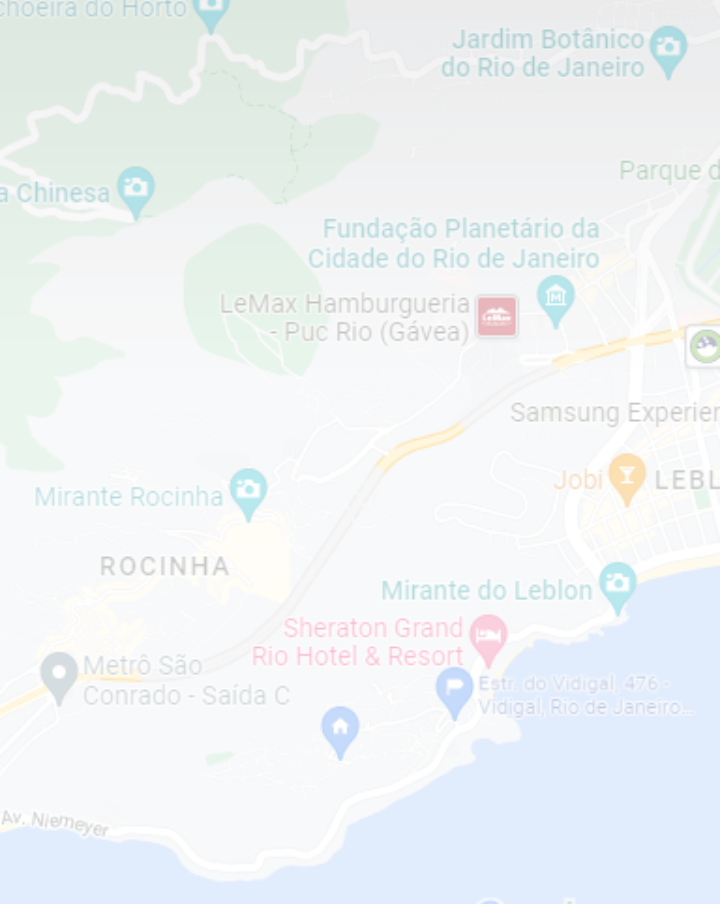 choeira do Horto
Jardim Botânico
do Rio de Janeiro
Parque d
a Chinesa
Fundação Planetário da
Cidade do Rio de Janeiro
LeMax Hamburgueria
- Puc Rio (Gávea)
Samsung Experier
Jobi
LEBL
Mirante Rocinha
ROCINHA
Mirante do Leblon
Sheraton Grand
Rio Hotel & Resort
Metrô São
Conrado - Saída C
Estr. do Vidigal, 476 -
Vidigal, Rio de Janeiro...
Av. Niemeyer